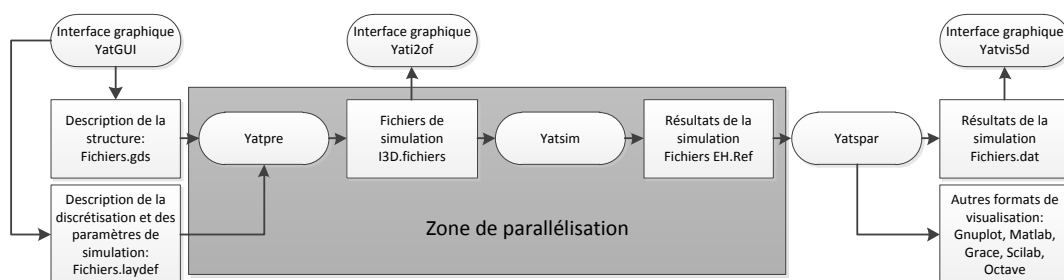 Interface graphique
YatGUI
Interface graphique
Yati2of
Interface graphique
Yatvis5d
Description de la
structure:
Fichiers.gds
Yatpre
Fichiers de
simulation
I3D.fichiers
Yatsim
Résultats de la
simulation
Fichiers EH.Ref
Yatspar
Résultats de la
simulation
Fichiers.dat
Description de la
discrétisation et des
paramètres de
simulation:
Fichiers.laydef
Zone de parallélisation
Autres formats de
visualisation:
Gnuplot, Matlab,
Grace, Scilab,
Octave